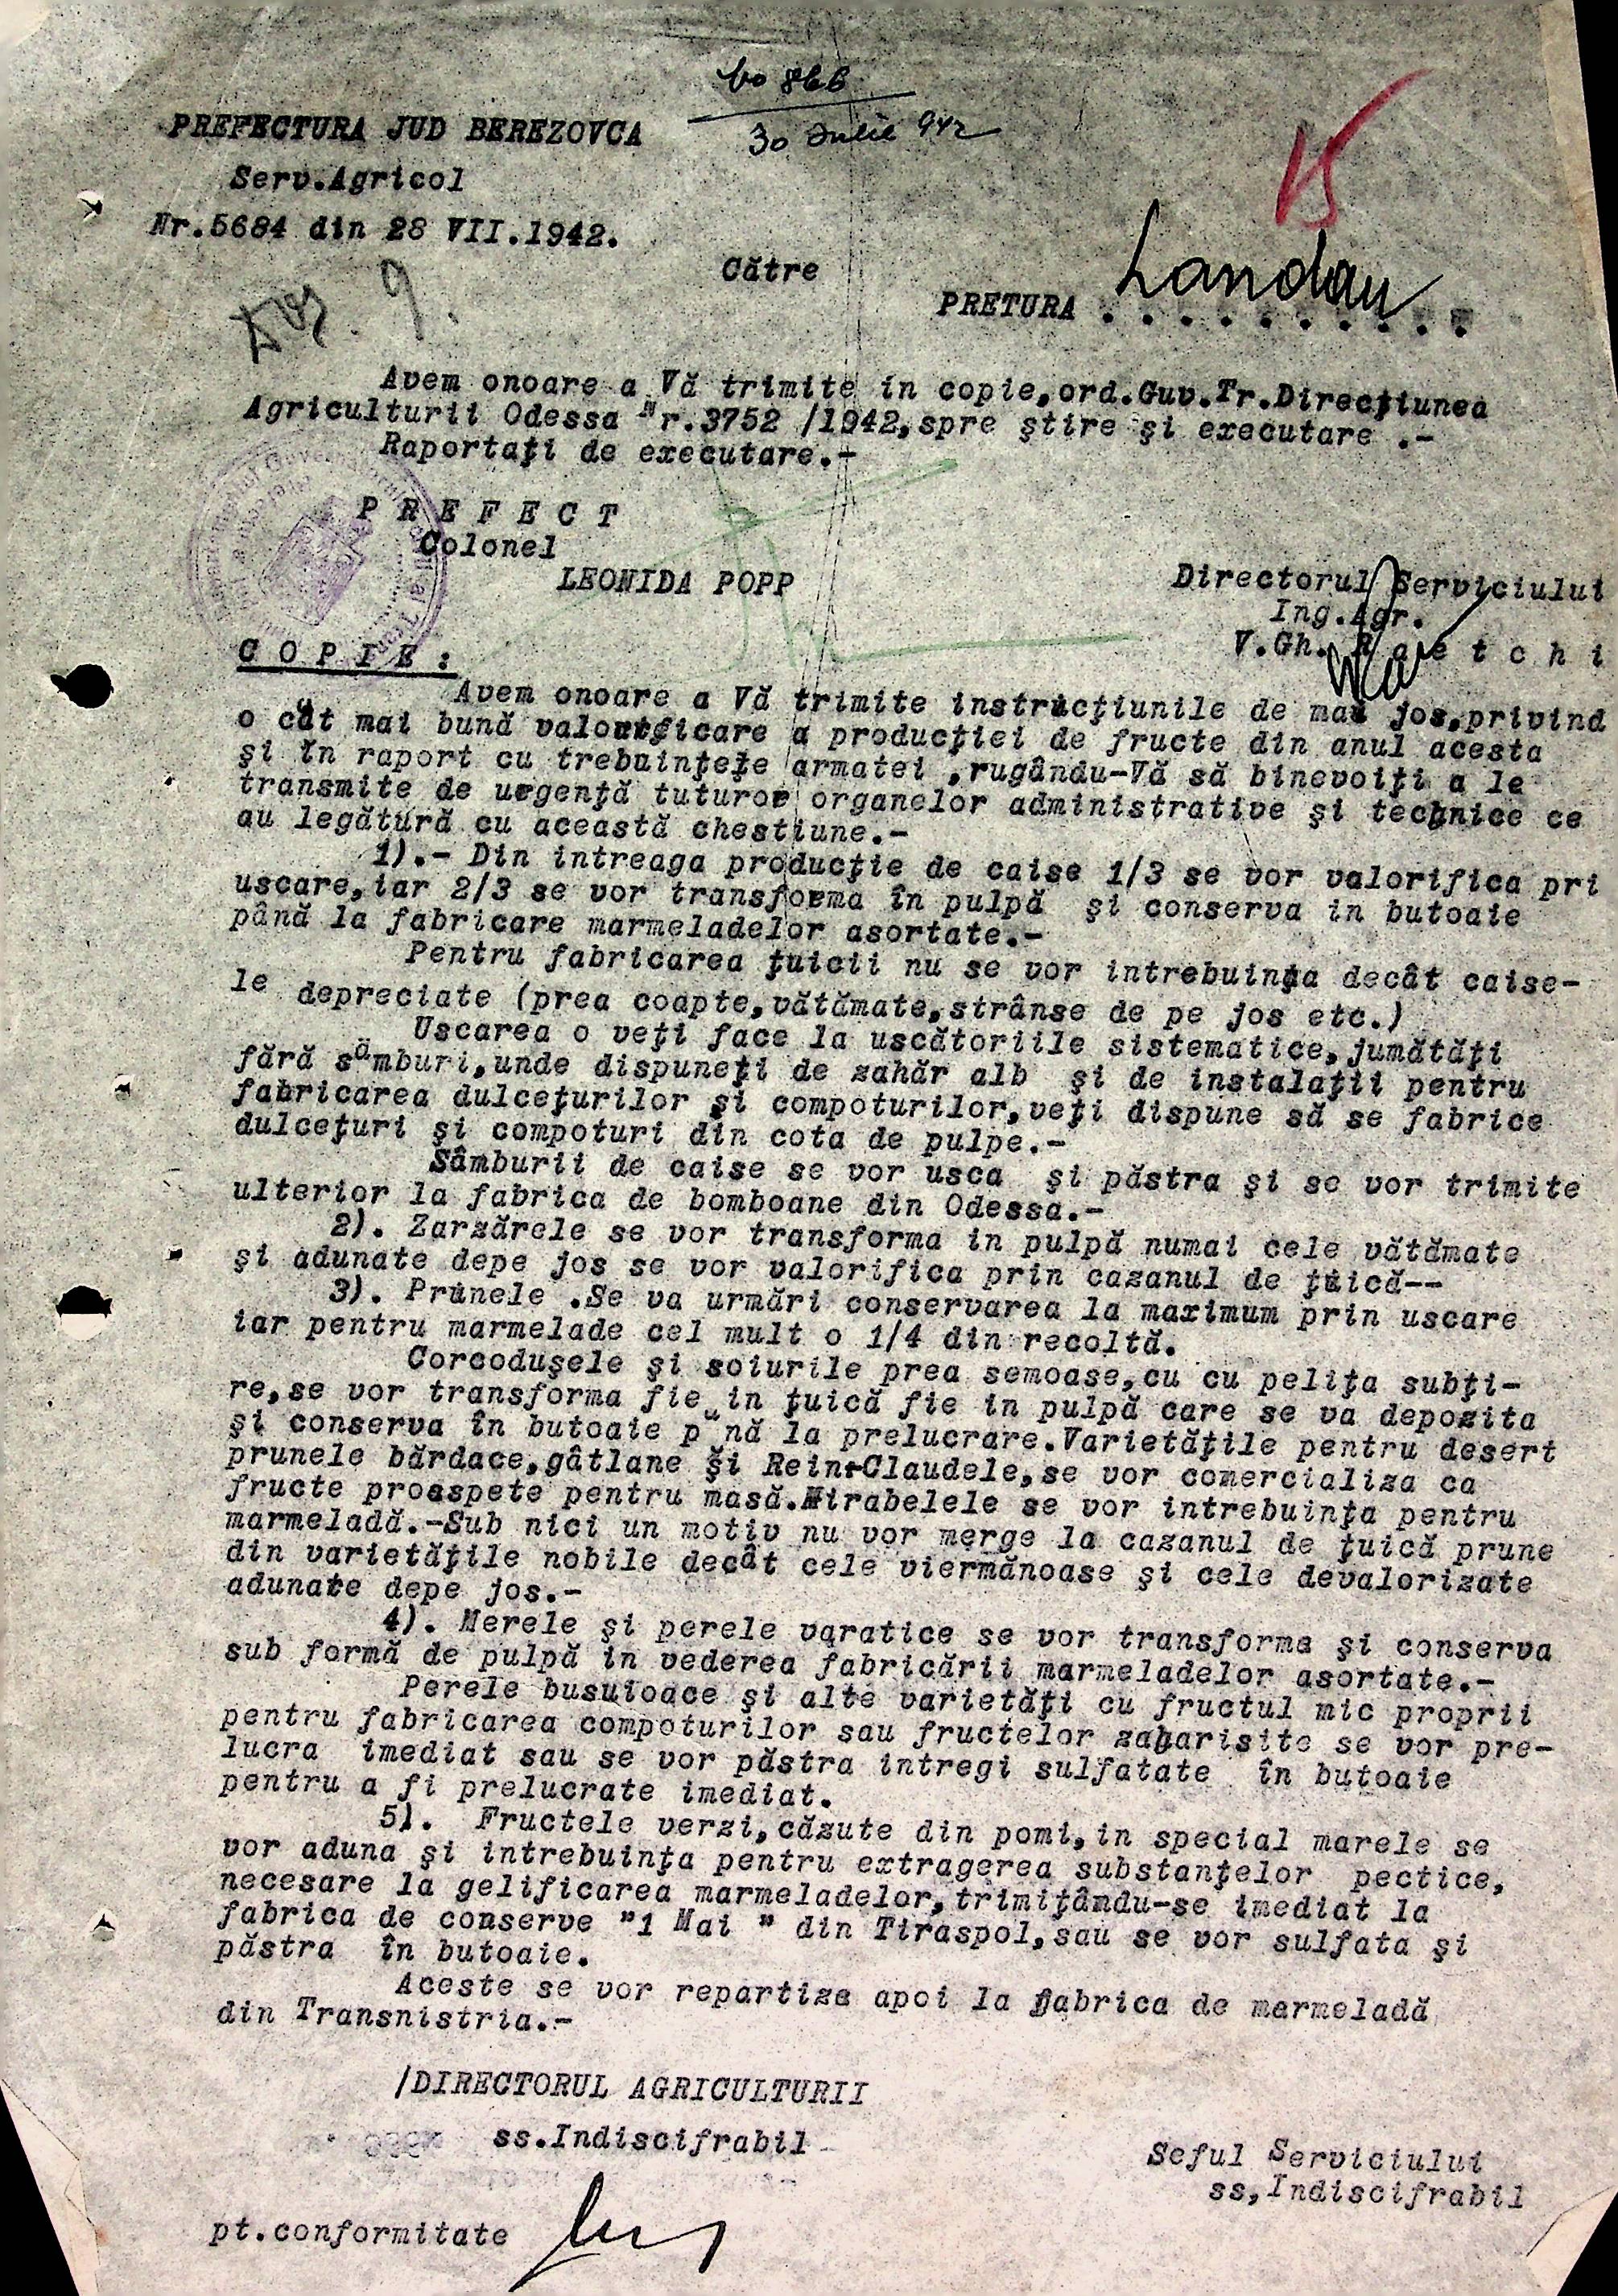 866
30 Iulie 942
PREFECTURA JUD BEREZOVCA
Serv.Agricol
Nr.5684 din 28 VII.1942.
15
Către
PRETURA Landau . . . . . . . . . .
9.
Avem onoare a Vă trimite in copie,ord.Guv.Tr.Direcţiunea
Agriculturii Odessa Nr.3752 /1942,spre ştire şi executare .-
Raportaţi de executare.-
P R E F E C T
Colonel
LEONIDA POPP
Directorul Serviciului
Ing.Agr.
V.Gh.
C O P I E :
Avem onoare a Vă trimite instrucţiunile de mai jos,privind
o cât mai bună valorificare a producţiei de fructe din anul acesta
şi în raport cu trebuinţele armatei ,rugându-Vă să binevoiţi a le
transmite de urgenţă tuturor organelor administrative şi technice ce
au legătură cu această chestiune.-
1).- Din intreaga producţie de caise 1/3 se vor valorifica pri
uscare,iar 2/3 se vor transforma în pulpă şi conserva in butoaie
până la fabricare marmeladelor asortate.-
Pentru fabricarea ţuicii nu se vor intrebuinţa decât caise-
le depreciate (prea coapte,vătămate,strânse de pe jos etc.)
Uscarea o veţi face la uscătoriile sistematice,jumătăţi
fără sâmburi,unde dispuneţi de zahăr alb şi de instalaţii pentru
fabricarea dulceţurilor şi compoturilor,veţi dispune să se fabrice
dulceţuri şi compoturi din cota de pulpe.-
Sâmburii de caise se vor usca şi păstra şi se vor trimite
ulterior la fabrica de bomboane din Odessa.-
2). Zarzărele se vor transforma in pulpă numai cele vătămate
şi adunate depe jos se vor valorifica prin cazanul de ţuică--
3). Prunele .Se va urmări conservarea la maximum prin uscare
iar pentru marmelade cel mult o 1/4 din recoltă.
Corcoduşele şi soiurile prea semoase,cu cu peliţa subţi-
re,se vor transforma fie in ţuică fie in pulpă care se va depozita
şi conserva în butoaie până la prelucrare.Varietăţile pentru desert
prunele bărdace,gâtlane şi Rein-Claudele,se vor comercializa ca
fructe proaspete pentru masă.Mirabelele se vor intrebuinţa pentru
marmeladă.-Sub nici un motiv nu vor merge la cazanul de ţuică prune
din varietăţile nobile decât cele viermănoase şi cele devalorizate
adunate depe jos.-
4). Merele şi perele varatice se vor transforma şi conserva
sub formă de pulpă in vederea fabricării marmeladelor asortate.-
Perele busuioace şi alte varietăţi cu fructul mic proprii
pentru fabricarea compoturilor sau fructelor zaharisite se vor pre-
lucra imediat sau se vor păstra intregi sulfatate în butoaie
pentru a fi prelucrate imediat.
5). Fructele verzi,căzute din pomi,in special marele se
vor aduna şi intrebuinţa pentru extragerea substanţelor pectice,
necesare la gelificarea marmeladelor,trimiţându-se imediat la
fabrica de conserve "1 Mai " din Tiraspol,sau se vor sulfata şi
păstra în butoaie.
Aceste se vor repartiza apoi la fabrica de marmeladă
din Transnistria.-
/DIRECTORUL AGRICULTURII
ss.Indiscifrabil
Seful Serviciului
ss,Indiscifrabil
pt.conformitate